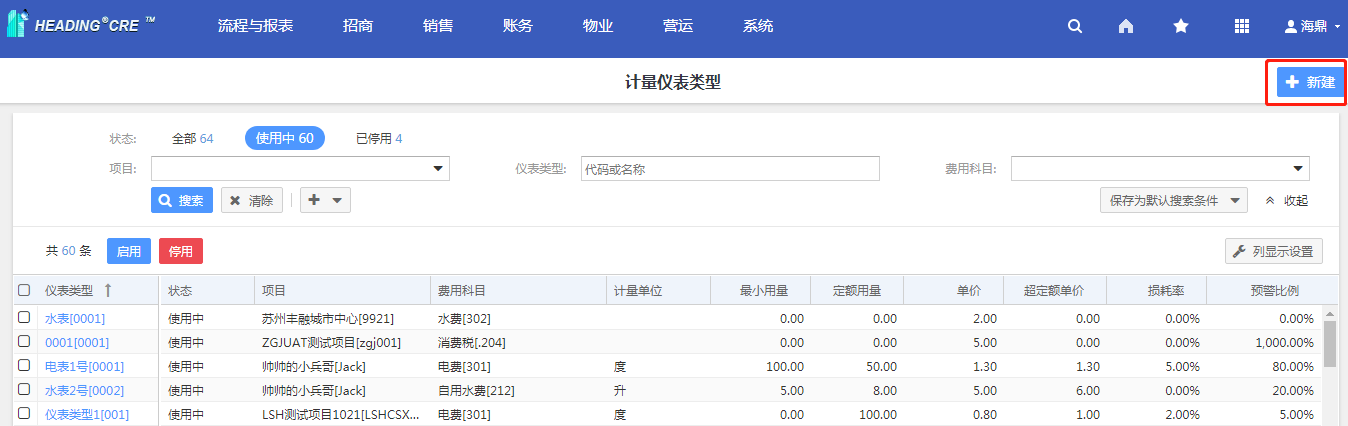 HEADING®CRE ™ 流程与报表 招商 销售 账务 物业 营运 系统 海鼎
计量仪表类型 新建
状态: 全部 64 使用中 60 已停用 4
项目: 仪表类型: 代码或名称 费用科目:
搜索 清除 保存为默认搜索条件 收起
共 60 条 启用 停用 列显示设置
仪表类型 状态 项目 费用科目 计量单位 最小用量 定额用量 单价 超定额单价 损耗率 预警比例
水表[0001] 使用中 苏州丰融城市中心[9921] 水费[302] 0.00 0.00 2.00 0.00 0.00% 0.00%
0001[0001] 使用中 ZGJUAT测试项目[zgj001] 消费税[.204] 0.00 0.00 5.00 0.00 0.00% 1,000.00%
电表1号[0001] 使用中 帅帅的小兵哥[Jack] 电费[301] 度 100.00 50.00 1.30 1.30 5.00% 80.00%
水表2号[0002] 使用中 帅帅的小兵哥[Jack] 自用水费[212] 升 5.00 8.00 5.00 6.00 0.00% 20.00%
仪表类型1[001] 使用中 LSH测试项目1021[LSHCSX... 电费[301] 度 0.00 100.00 0.80 1.00 2.00% 5.00%